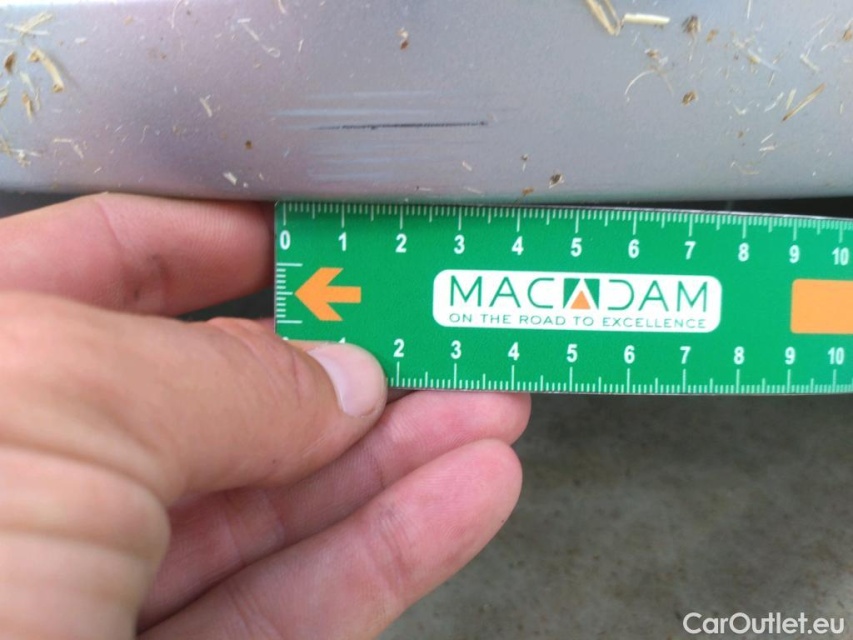 0 1 2 3 4 5 6 7 8 9 10
MACADAM
ON THE ROAD TO EXCELLENCE
2 3 4 5 6 7 8 9 10
CarOutlet.eu